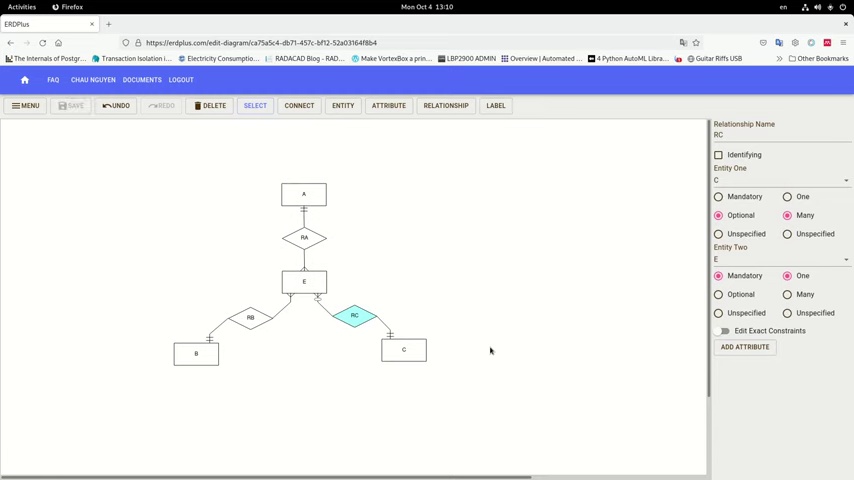 Activities Firefox Mon Oct 4 13:10 en
ERDPlus
https://erdplus.com/edit-diagram/ca75a5c4-db71-457c-bf12-52a03164f8b4
The Internals of Postgr... Transaction Isolation i... Electricity Consumptio... RADACAD Blog - RAD... Make VortexBox a prin... LBP2900 ADMIN Overview | Automated ... 4 Python AutoML Libra... Guitar Riffs USB Other Bookmarks
FAQ CHAU NGUYEN DOCUMENTS LOGOUT
MENU SAVE UNDO REDO DELETE SELECT CONNECT ENTITY ATTRIBUTE RELATIONSHIP LABEL
Relationship Name
RC
Identifying
Entity One
C
Mandatory One
Optional Many
Unspecified Unspecified
Entity Two
E
Mandatory One
Optional Many
Unspecified Unspecified
Edit Exact Constraints
ADD ATTRIBUTE
A
RA
E
RB RC
B C